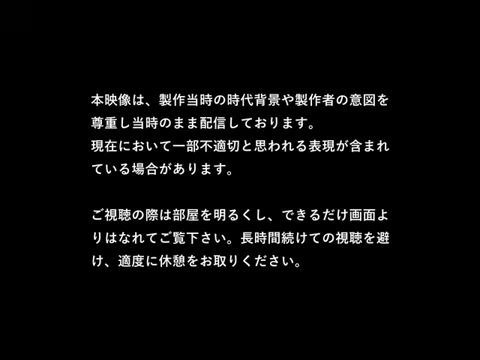 本映像は、製作当時の時代背景や製作者の意図を
尊重し当時のまま配信しております。
現在において一部不適切と思われる表現が含まれ
ている場合があります。
ご視聴の際は部屋を明るくし、できるだけ画面よ
りはなれてご覧下さい。長時間続けての視聴を避
け、適度に休憩をお取りください。